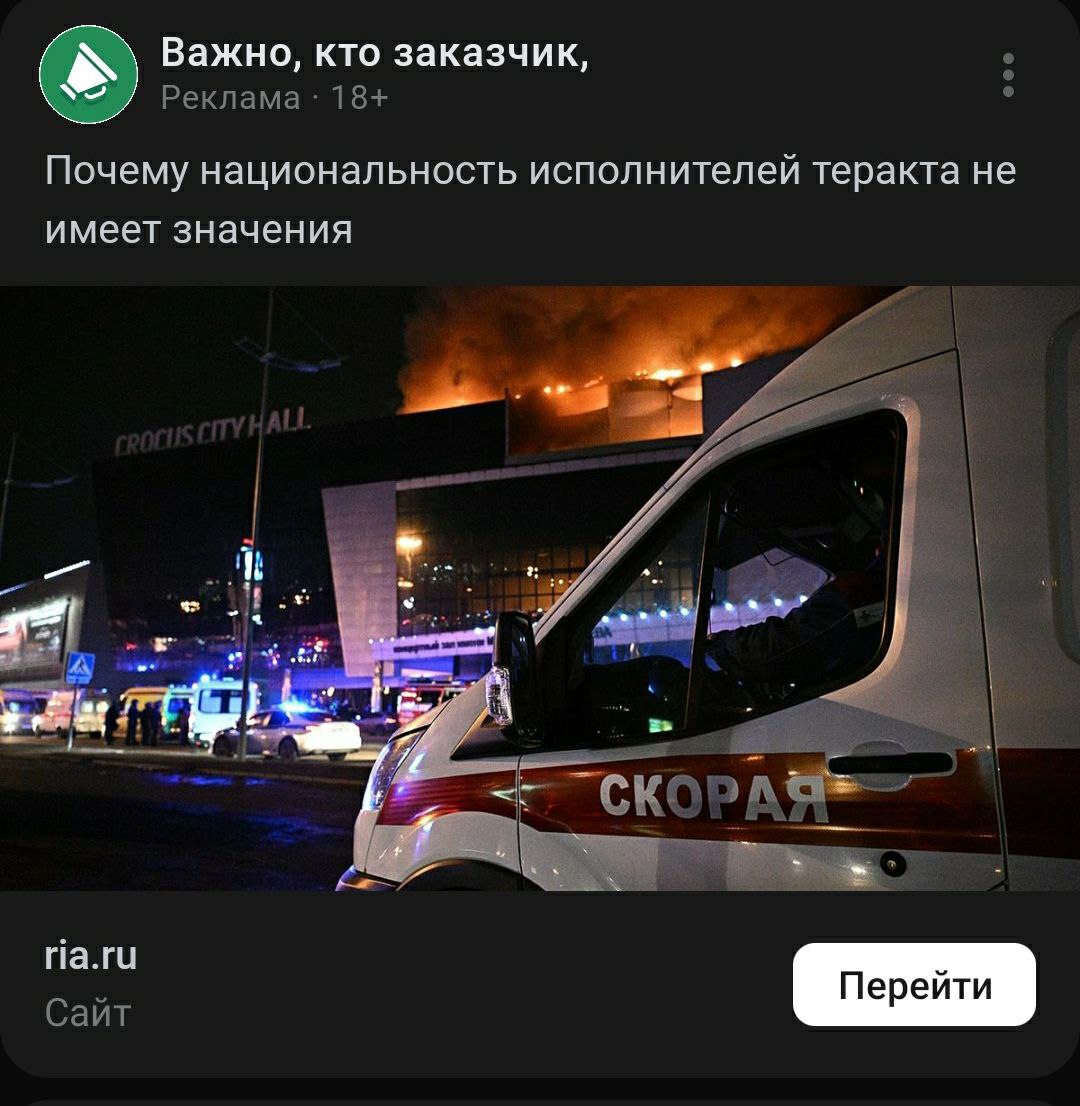 Важно, кто заказчик,
Реклама · 18+
Почему национальность исполнителей теракта не
имеет значения
CROCUS CITY HALL
СКОРАЯ
ria.ru
Сайт
Перейти